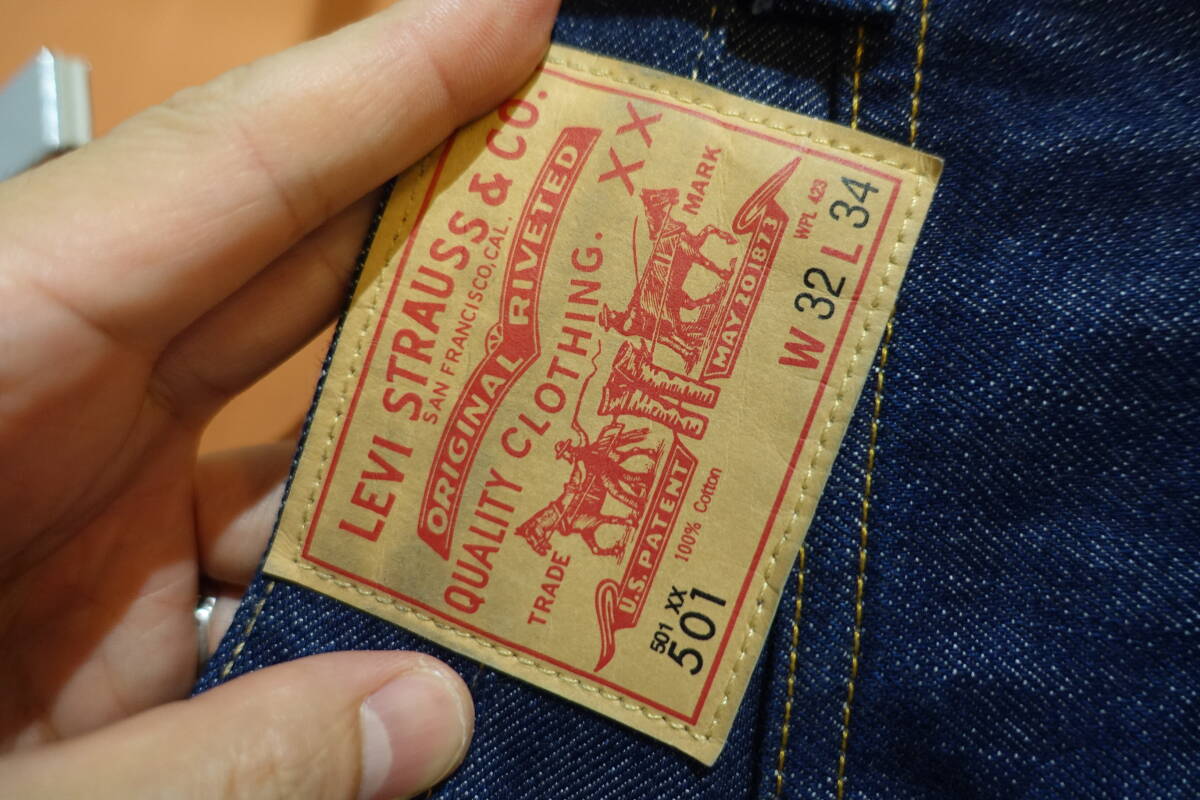 LEVI STRAUSS & CO.
SAN FRANCISCO, CAL.
ORIGINAL RIVETED
QUALITY CLOTHING.
XX
TRADE MARK
U.S. PATENT MAY 20 1873
100% Cotton
WPL 423
501 XX
501
W 32 L 34